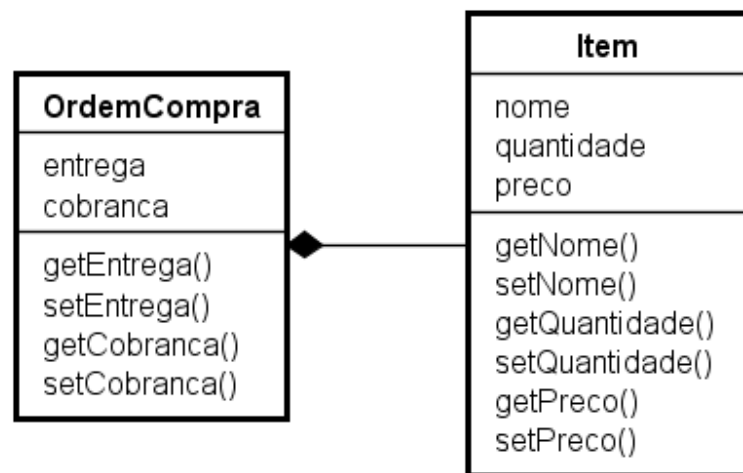 OrdemCompra
entrega
cobranca
getEntrega()
setEntrega()
getCobranca()
setCobranca()
Item
nome
quantidade
preco
getNome()
setNome()
getQuantidade()
setQuantidade()
getPreco()
setPreco()